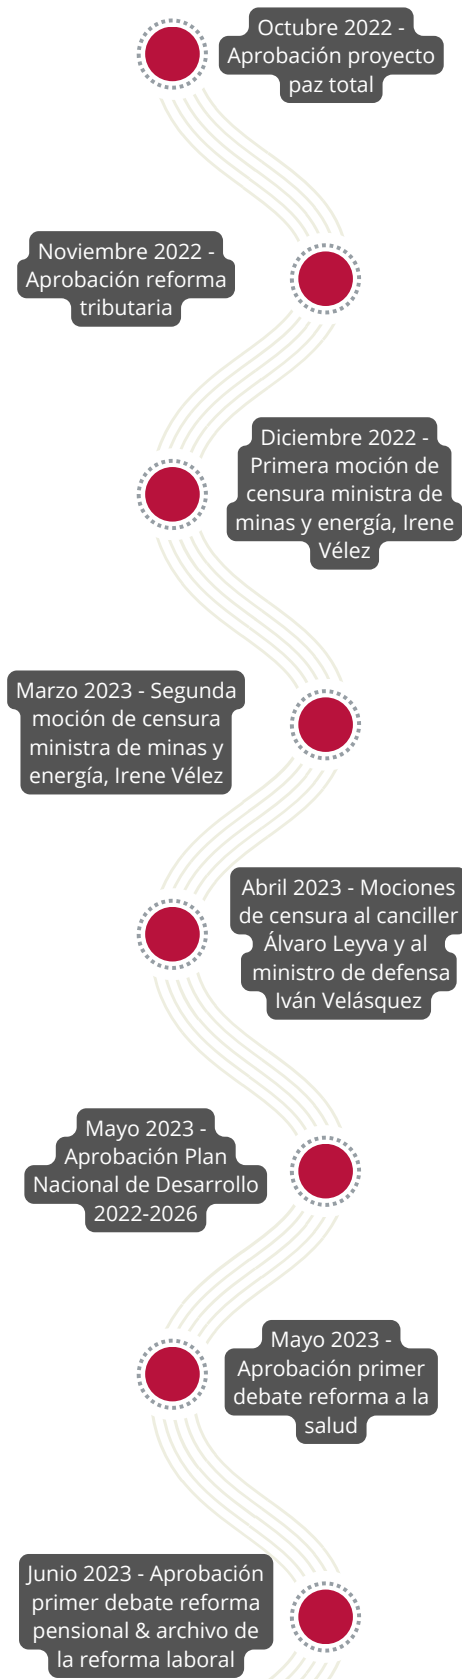 Octubre 2022 -
Aprobación proyecto
paz total
Noviembre 2022 -
Aprobación reforma
tributaria
Diciembre 2022 -
Primera moción de
censura ministra de
minas y energía, Irene
Vélez
Marzo 2023 - Segunda
moción de censura
ministra de minas y
energía, Irene Vélez
Abril 2023 - Mociones
de censura al canciller
Álvaro Leyva y al
ministro de defensa
Iván Velásquez
Mayo 2023 -
Aprobación Plan
Nacional de Desarrollo
2022-2026
Mayo 2023 -
Aprobación primer
debate reforma a la
salud
Junio 2023 - Aprobación
primer debate reforma
pensional & archivo de
la reforma laboral